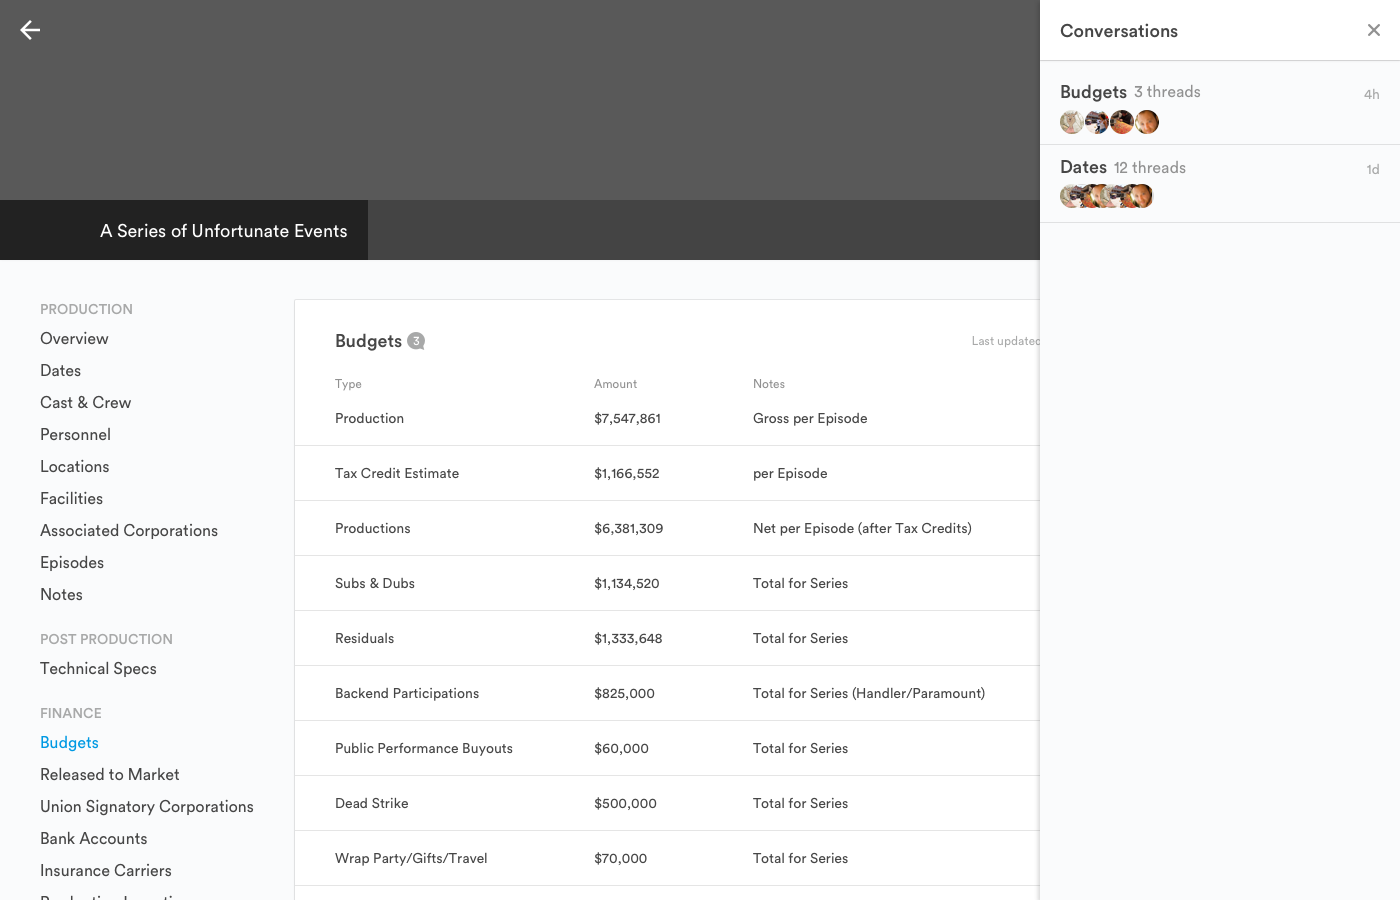 A Series of Unfortunate Events
PRODUCTION
Overview
Dates
Cast & Crew
Personnel
Locations
Facilities
Associated Corporations
Episodes
Notes
POST PRODUCTION
Technical Specs
FINANCE
Budgets
Released to Market
Union Signatory Corporations
Bank Accounts
Insurance Carriers
Budgets 3
Last updated
Type Amount Notes
Production $7,547,861 Gross per Episode
Tax Credit Estimate $1,166,552 per Episode
Productions $6,381,309 Net per Episode (after Tax Credits)
Subs & Dubs $1,134,520 Total for Series
Residuals $1,333,648 Total for Series
Backend Participations $825,000 Total for Series (Handler/Paramount)
Public Performance Buyouts $60,000 Total for Series
Dead Strike $500,000 Total for Series
Wrap Party/Gifts/Travel $70,000 Total for Series
Conversations
Budgets 3 threads 4h
Dates 12 threads 1d